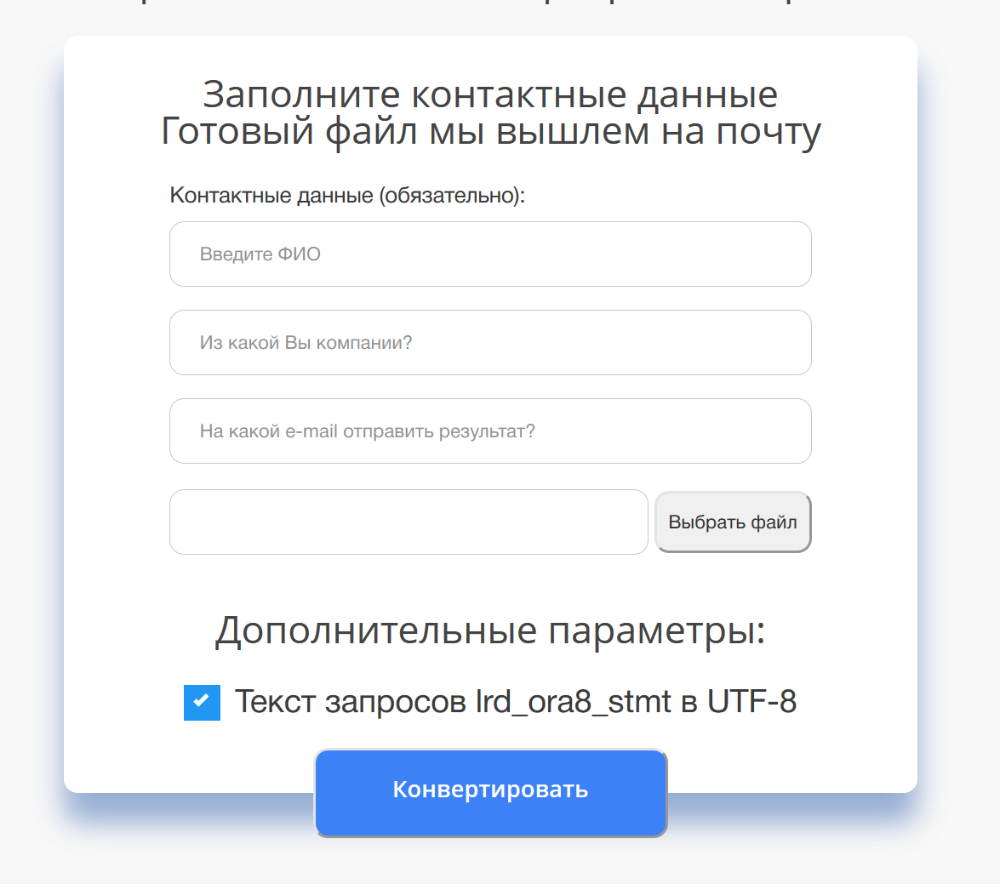 Заполните контактные данные
Готовый файл мы вышлем на почту
Контактные данные (обязательно):
Введите ФИО
Из какой Вы компании?
На какой e-mail отправить результат?
Выбрать файл
Дополнительные параметры:
Текст запросов lrd_ora8_stmt в UTF-8
Конвертировать